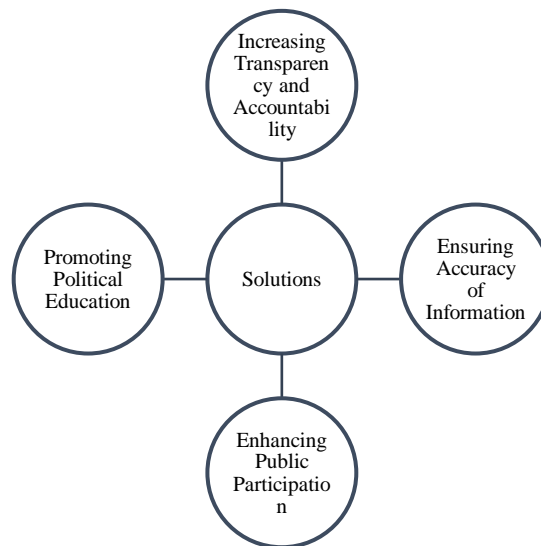 Increasing
Transparen
cy and
Accountabi
lity
Promoting
Political
Education
Solutions
Ensuring
Accuracy
of
Information
Enhancing
Public
Participatio
n